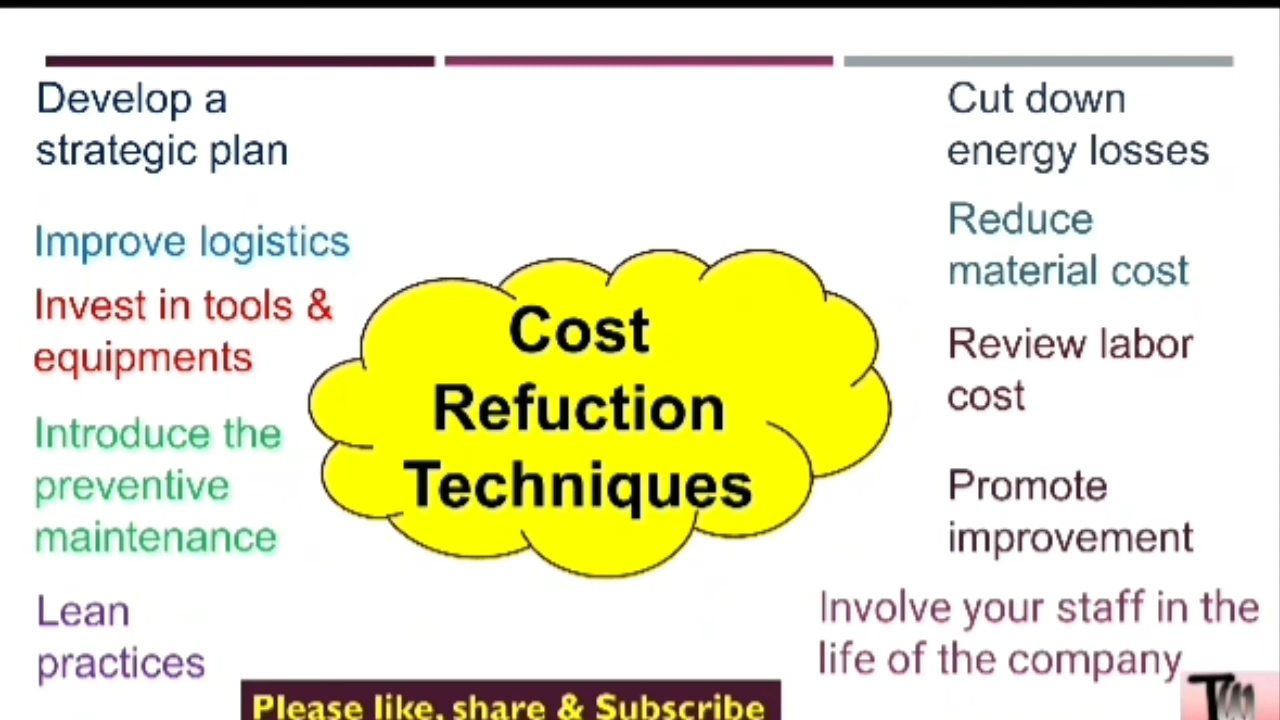 Develop a
strategic plan
Improve logistics
Invest in tools &
equipments
Introduce the
preventive
maintenance
Lean
practices
Cost
Refuction
Techniques
Cut down
energy losses
Reduce
material cost
Review labor
cost
Promote
improvement
Involve your staff in the
life of the company
Please like, share & Subscribe